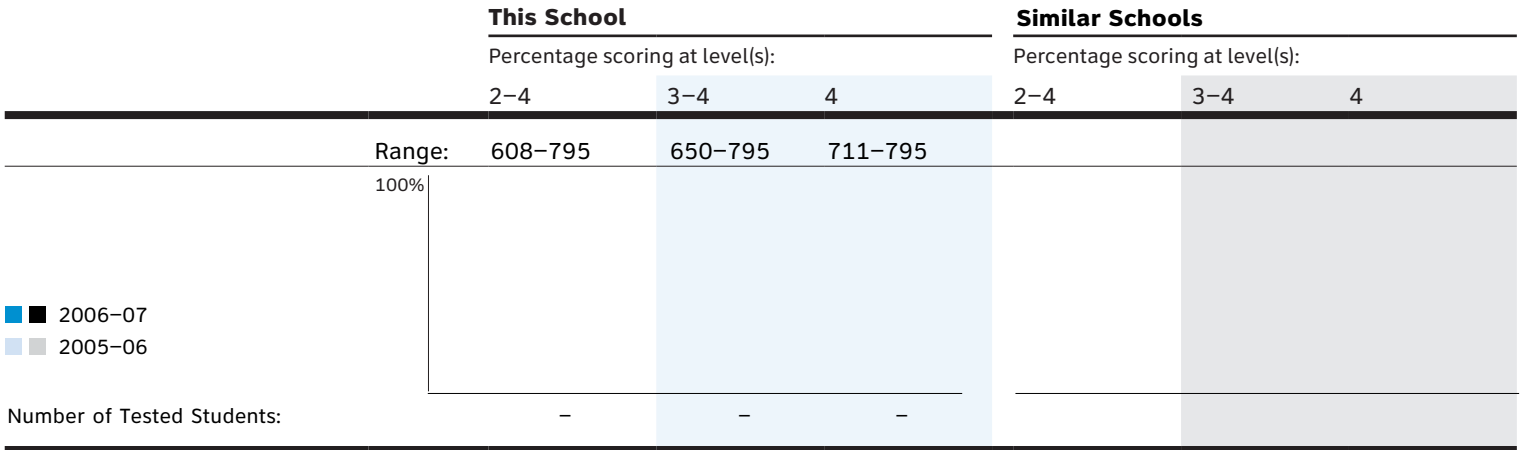 This School Similar Schools
Percentage scoring at level(s): Percentage scoring at level(s):
2–4 3–4 4 2–4 3–4 4
Range: 608–795 650–795 711–795
100%
2006–07
2005–06
Number of Tested Students: – – –